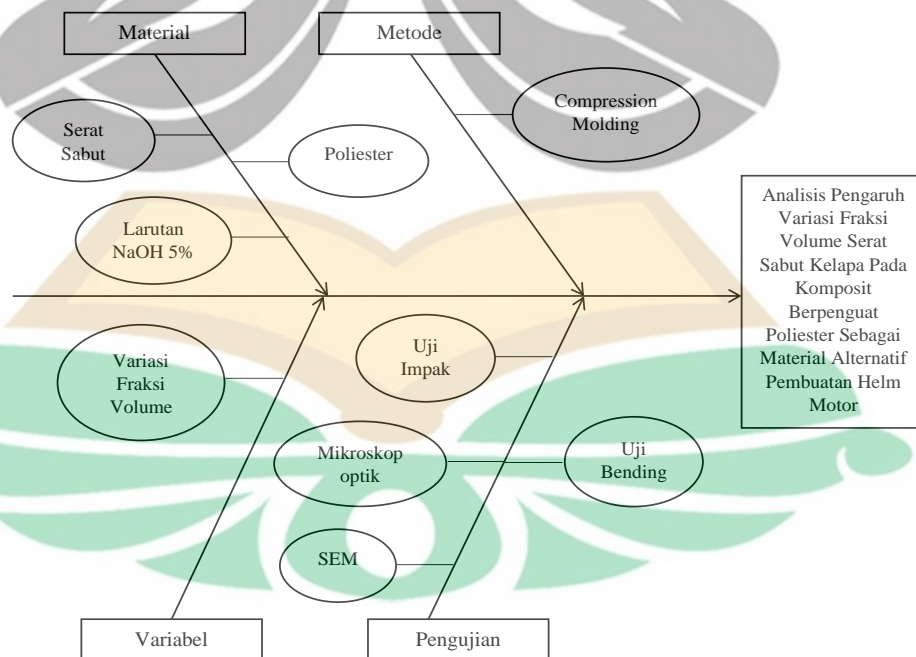 Material
Metode
Serat
Sabut
Poliester
Compression
Molding
Larutan
NaOH 5%
Analisis Pengaruh
Variasi Fraksi
Volume Serat
Sabut Kelapa Pada
Komposit
Berpenguat
Poliester Sebagai
Material Alternatif
Pembuatan Helm
Motor
Variasi
Fraksi
Volume
Uji
Impak
Mikroskop
optik
Uji
Bending
SEM
Variabel
Pengujian